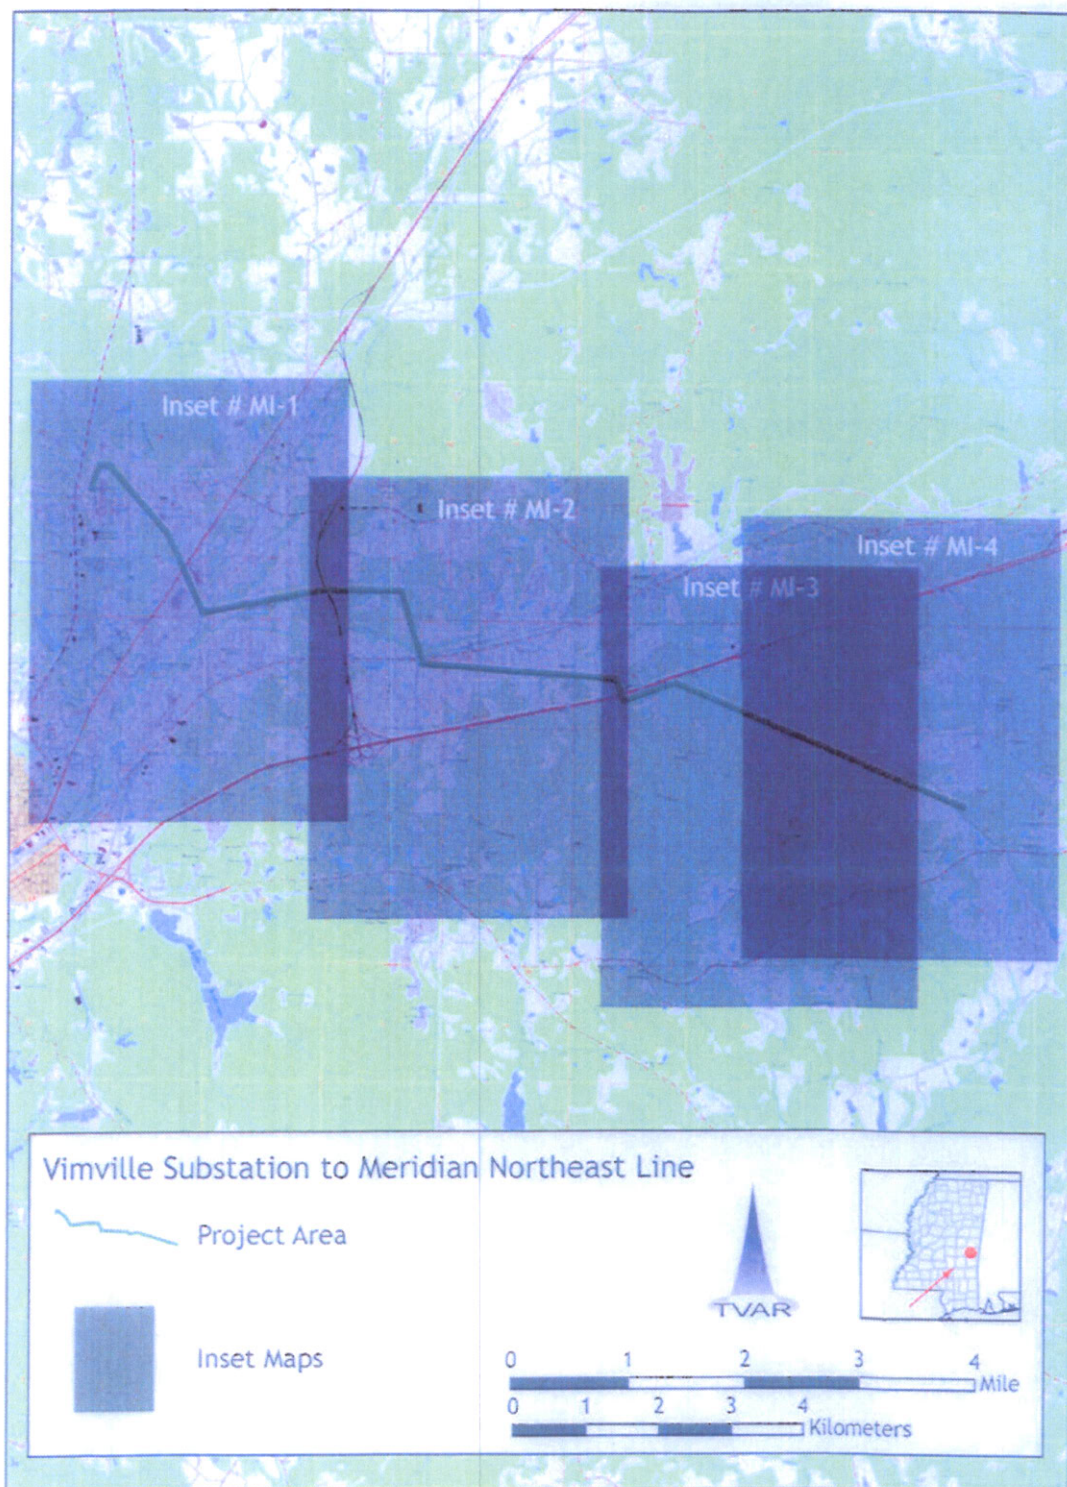 Inset # MI-1
Inset # MI-2
Inset # MI-4
Inset # MI-3
Vimville Substation to Meridian Northeast Line
Project Area
TVAR
Inset Maps
0 1 2 3 4
Mile
0 1 2 3 4
Kilometers